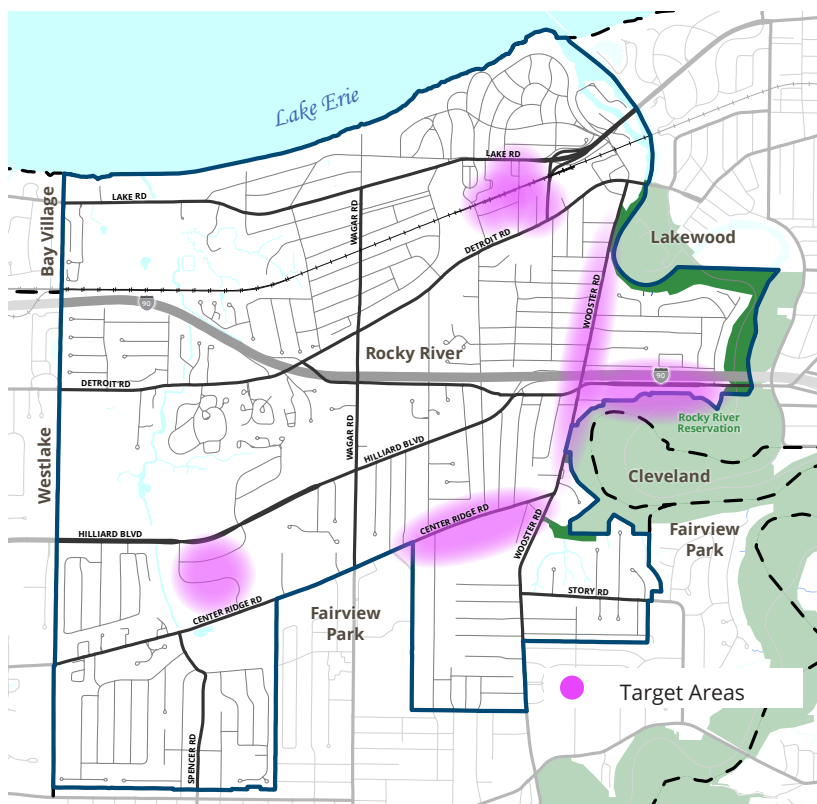 Lake Erie
LAKE RD
LAKE RD
Bay Village
WAGAR RD
DETROIT RD
Lakewood
WOOSTER RD
90
Rocky River
90
DETROIT RD
Rocky River
Reservation
WAGAR RD
HILLIARD BLVD
Westlake
Cleveland
CENTER RIDGE RD
WOOSTER RD
HILLIARD BLVD
Fairview
Park
STORY RD
CENTER RIDGE RD
Fairview
Park
Target Areas
SPENCER RD